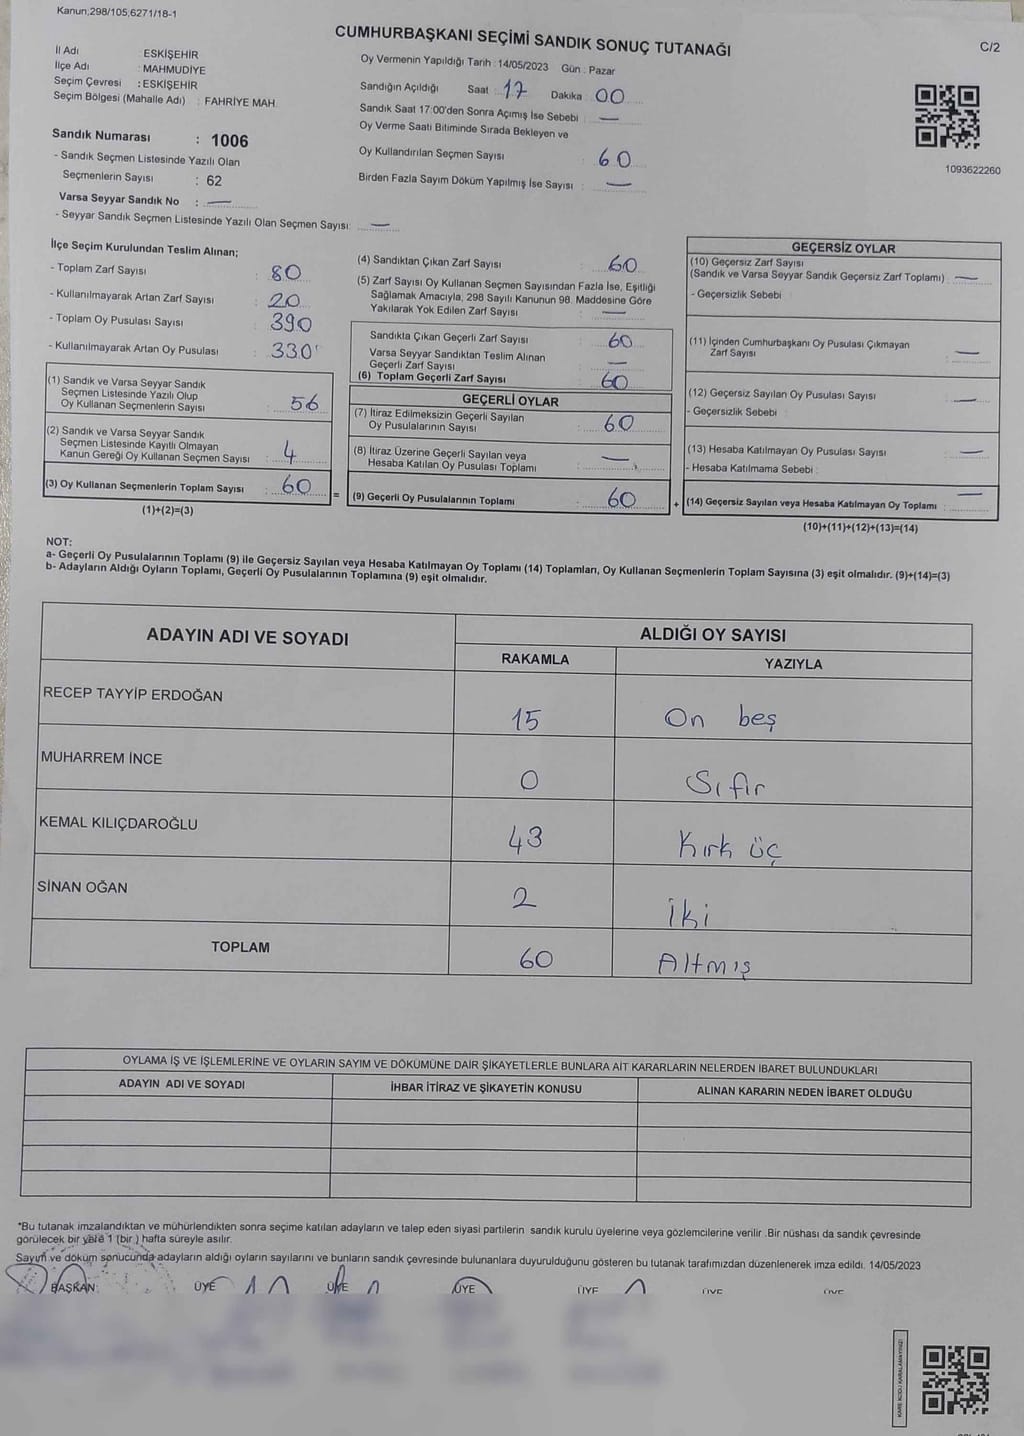 Kanun;298/105,6271/18-1
CUMHURBAŞKANI SEÇİMİ SANDIK SONUÇ TUTANAĞI
C/2
İl Adı : ESKİŞEHİR
İlçe Adı : MAHMUDİYE
Seçim Çevresi : ESKİŞEHİR
Seçim Bölgesi (Mahalle Adı) : FAHRİYE MAH.
Sandık Numarası : 1006
- Sandık Seçmen Listesinde Yazılı Olan
Seçmenlerin Sayısı : 62
Varsa Seyyar Sandık No : —
- Seyyar Sandık Seçmen Listesinde Yazılı Olan Seçmen Sayısı: —
Oy Vermenin Yapıldığı Tarih :14/05/2023 Gün : Pazar
Sandığın Açıldığı Saat : 17 Dakika 00
Sandık Saat 17:00'den Sonra Açımış İse Sebebi : —
Oy Verme Saati Bitiminde Sırada Bekleyen ve
Oy Kullandırılan Seçmen Sayısı : 60
Birden Fazla Sayım Döküm Yapılmış İse Sayısı : —
1093622260
İlçe Seçim Kurulundan Teslim Alınan;
- Toplam Zarf Sayısı : 80
- Kullanılmayarak Artan Zarf Sayısı : 20
- Toplam Oy Pusulası Sayısı : 390
- Kullanılmayarak Artan Oy Pusulası : 330
(1) Sandık ve Varsa Seyyar Sandık
Seçmen Listesinde Yazılı Olup
Oy Kullanan Seçmenlerin Sayısı : 56
(2) Sandık ve Varsa Seyyar Sandık
Seçmen Listesinde Kayıtlı Olmayan
Kanun Gereği Oy Kullanan Seçmen Sayısı : 4
(3) Oy Kullanan Seçmenlerin Toplam Sayısı : 60
(1)+(2)=(3)
(4) Sandıktan Çıkan Zarf Sayısı : 60
(5) Zarf Sayısı Oy Kullanan Seçmen Sayısından Fazla İse, Eşitliği
Sağlamak Amacıyla, 298 Sayılı Kanunun 98. Maddesine Göre
Yakılarak Yok Edilen Zarf Sayısı : —
Sandıkta Çıkan Geçerli Zarf Sayısı : 60
Varsa Seyyar Sandıktan Teslim Alınan
Geçerli Zarf Sayısı : —
(6) Toplam Geçerli Zarf Sayısı : 60
GEÇERLİ OYLAR
(7) İtiraz Edilmeksizin Geçerli Sayılan
Oy Pusulalarının Sayısı : 60
(8) İtiraz Üzerine Geçerli Sayılan veya
Hesaba Katılan Oy Pusulası Toplamı : —
= (9) Geçerli Oy Pusulalarının Toplamı : 60
GEÇERSİZ OYLAR
(10) Geçersiz Zarf Sayısı
(Sandık ve Varsa Seyyar Sandık Geçersiz Zarf Toplamı) : —
- Geçersizlik Sebebi :
(11) İçinden Cumhurbaşkanı Oy Pusulası Çıkmayan
Zarf Sayısı : —
(12) Geçersiz Sayılan Oy Pusulası Sayısı : —
- Geçersizlik Sebebi :
(13) Hesaba Katılmayan Oy Pusulası Sayısı : —
- Hesaba Katılmama Sebebi :
+ (14) Geçersiz Sayılan veya Hesaba Katılmayan Oy Toplamı : —
(10)+(11)+(12)+(13)=(14)
NOT:
a- Geçerli Oy Pusulalarının Toplamı (9) ile Geçersiz Sayılan veya Hesaba Katılmayan Oy Toplamı (14) Toplamları, Oy Kullanan Seçmenlerin Toplam Sayısına (3) eşit olmalıdır. (9)+(14)=(3)
b- Adayların Aldığı Oyların Toplamı, Geçerli Oy Pusulalarının Toplamına (9) eşit olmalıdır.
ADAYIN ADI VE SOYADI ALDIĞI OY SAYISI
RAKAMLA YAZIYLA
RECEP TAYYİP ERDOĞAN 15 On beş
MUHARREM İNCE 0 Sıfır
KEMAL KILIÇDAROĞLU 43 Kırk üç
SİNAN OĞAN 2 İki
TOPLAM 60 Altmış
OYLAMA İŞ VE İŞLEMLERİNE VE OYLARIN SAYIM VE DÖKÜMÜNE DAİR ŞİKAYETLERLE BUNLARA AİT KARARLARIN NELERDEN İBARET BULUNDUKLARI
ADAYIN ADI VE SOYADI İHBAR İTİRAZ VE ŞİKAYETİN KONUSU ALINAN KARARIN NEDEN İBARET OLDUĞU
*Bu tutanak imzalandıktan ve mühürlendikten sonra seçime katılan adayların ve talep eden siyasi partilerin sandık kurulu üyelerine veya gözlemcilerine verilir .Bir nüshası da sandık çevresinde
görülecek bir yere 1 (bir ) hafta süreyle asılır.
Sayım ve döküm sonucunda adayların aldığı oyların sayılarını ve bunların sandık çevresinde bulunanlara duyurulduğunu gösteren bu tutanak tarafımızdan düzenlenerek imza edildi. 14/05/2023
BAŞKAN ÜYE ÜYE ÜYE ÜYE ÜYE ÜYE
KARE KODU KARALAMAYINIZ!